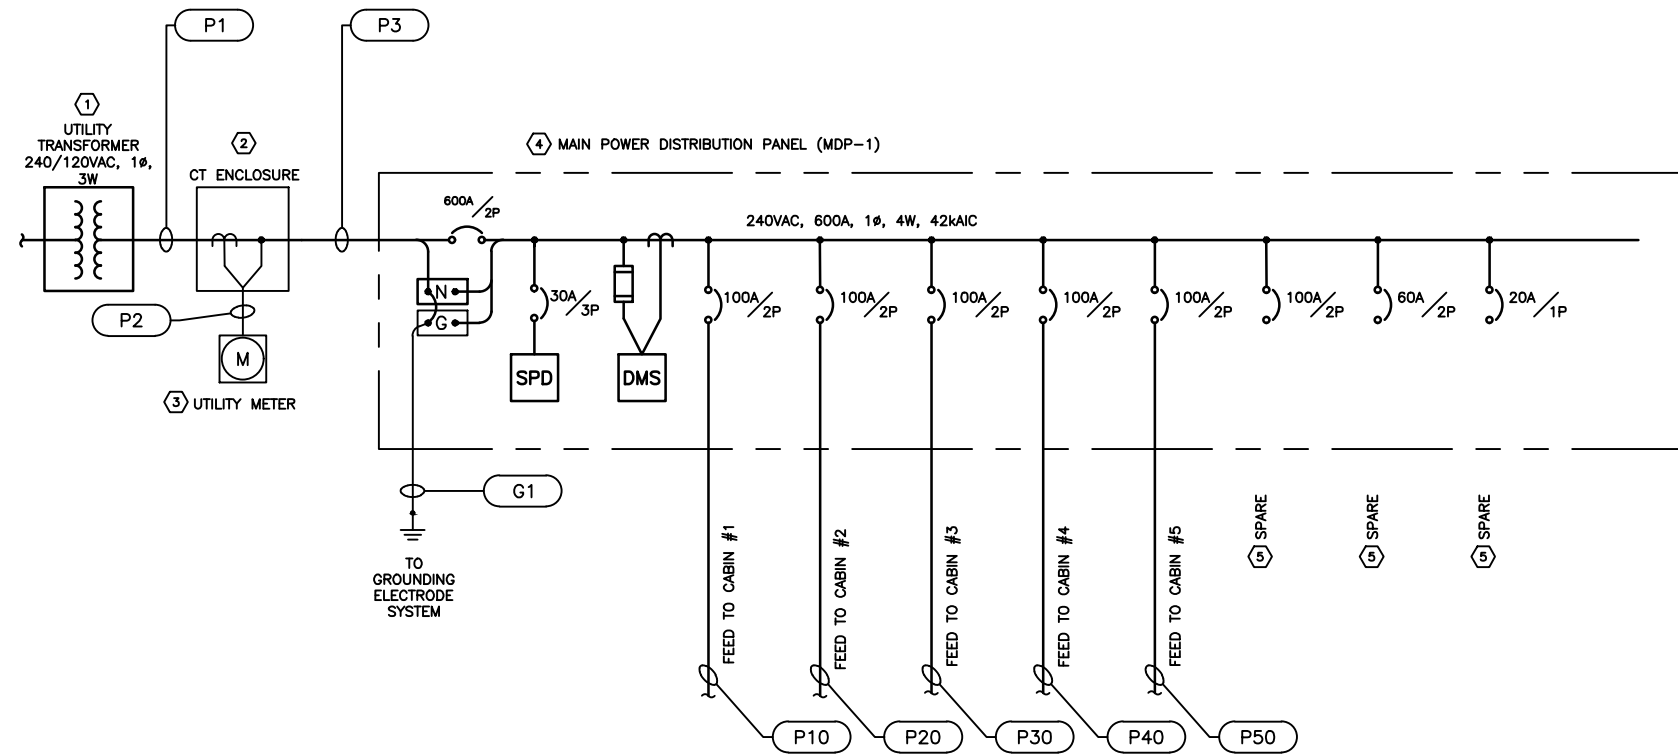 P1
P3
1
UTILITY
TRANSFORMER
240/120VAC, 1ø,
3W
2
CT ENCLOSURE
4 MAIN POWER DISTRIBUTION PANEL (MDP-1)
600A/2P
240VAC, 600A, 1ø, 4W, 42kAIC
N
G
30A/3P
100A/2P
100A/2P
100A/2P
100A/2P
100A/2P
100A/2P
60A/2P
20A/1P
P2
M
3 UTILITY METER
SPD
DMS
G1
TO
GROUNDING
ELECTRODE
SYSTEM
FEED TO CABIN #1
FEED TO CABIN #2
FEED TO CABIN #3
FEED TO CABIN #4
FEED TO CABIN #5
5 SPARE
5 SPARE
5 SPARE
P10
P20
P30
P40
P50